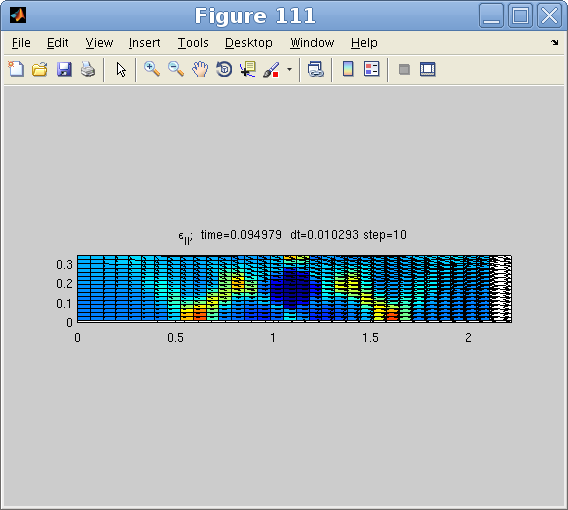 Figure 111
File Edit View Insert Tools Desktop Window Help
ϵII; time=0.094979 dt=0.010293 step=10
0.3
0.2
0.1
0
0 0.5 1 1.5 2